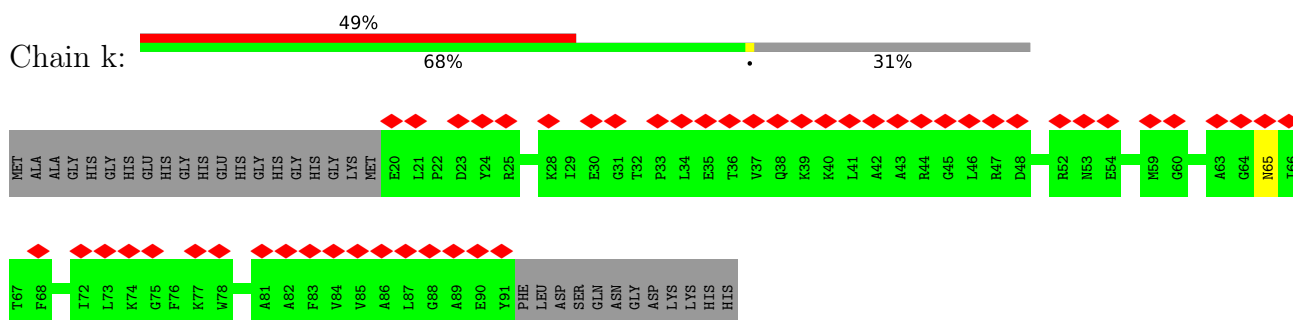 49%
Chain k:
68%
•
31%
MET ALA ALA GLY HIS GLY HIS GLU HIS GLY HIS GLU HIS GLY HIS GLY HIS GLY LYS MET E20 L21 P22 D23 Y24 R25 K28 I29 E30 G31 T32 P33 L34 E35 T36 V37 Q38 K39 K40 L41 A42 A43 R44 G45 L46 R47 D48 R52 N53 E54 M59 G60 A63 G64 N65 I66
T67 F68 I72 L73 K74 G75 F76 K77 W78 A81 A82 F83 V84 V85 A86 L87 G88 A89 E90 Y91 PHE LEU ASP SER GLN ASN GLY ASP LYS LYS HIS HIS